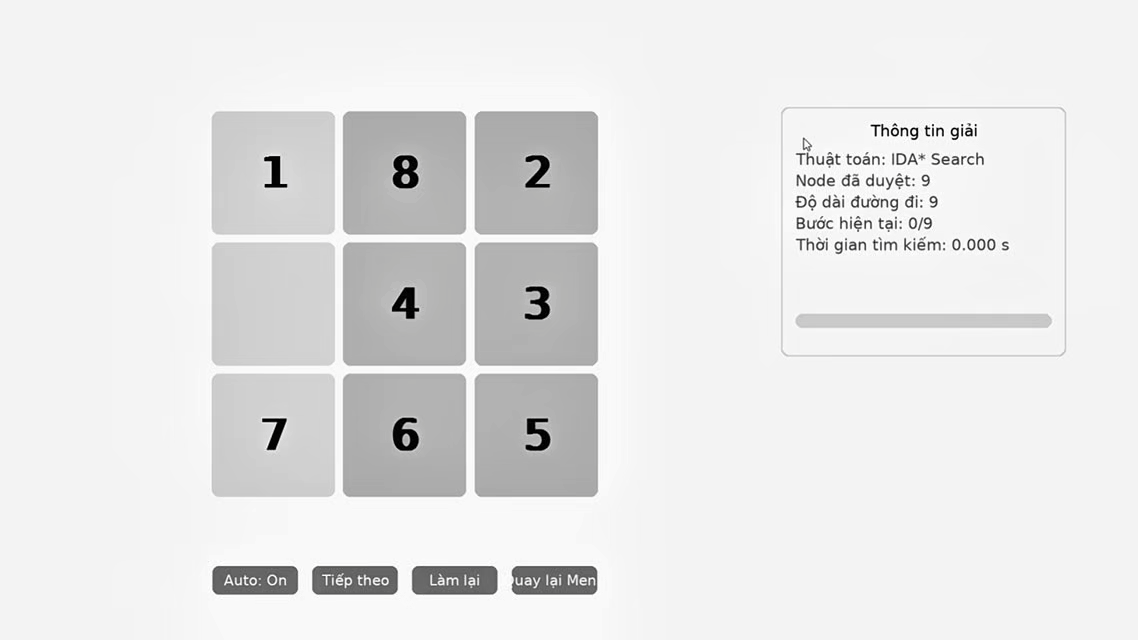 1 8 2
4 3
7 6 5
Thông tin giải
Thuật toán: IDA* Search
Node đã duyệt: 9
Độ dài đường đi: 9
Bước hiện tại: 0/9
Thời gian tìm kiếm: 0.000 s
Auto: On
Tiếp theo
Làm lại
lại Men